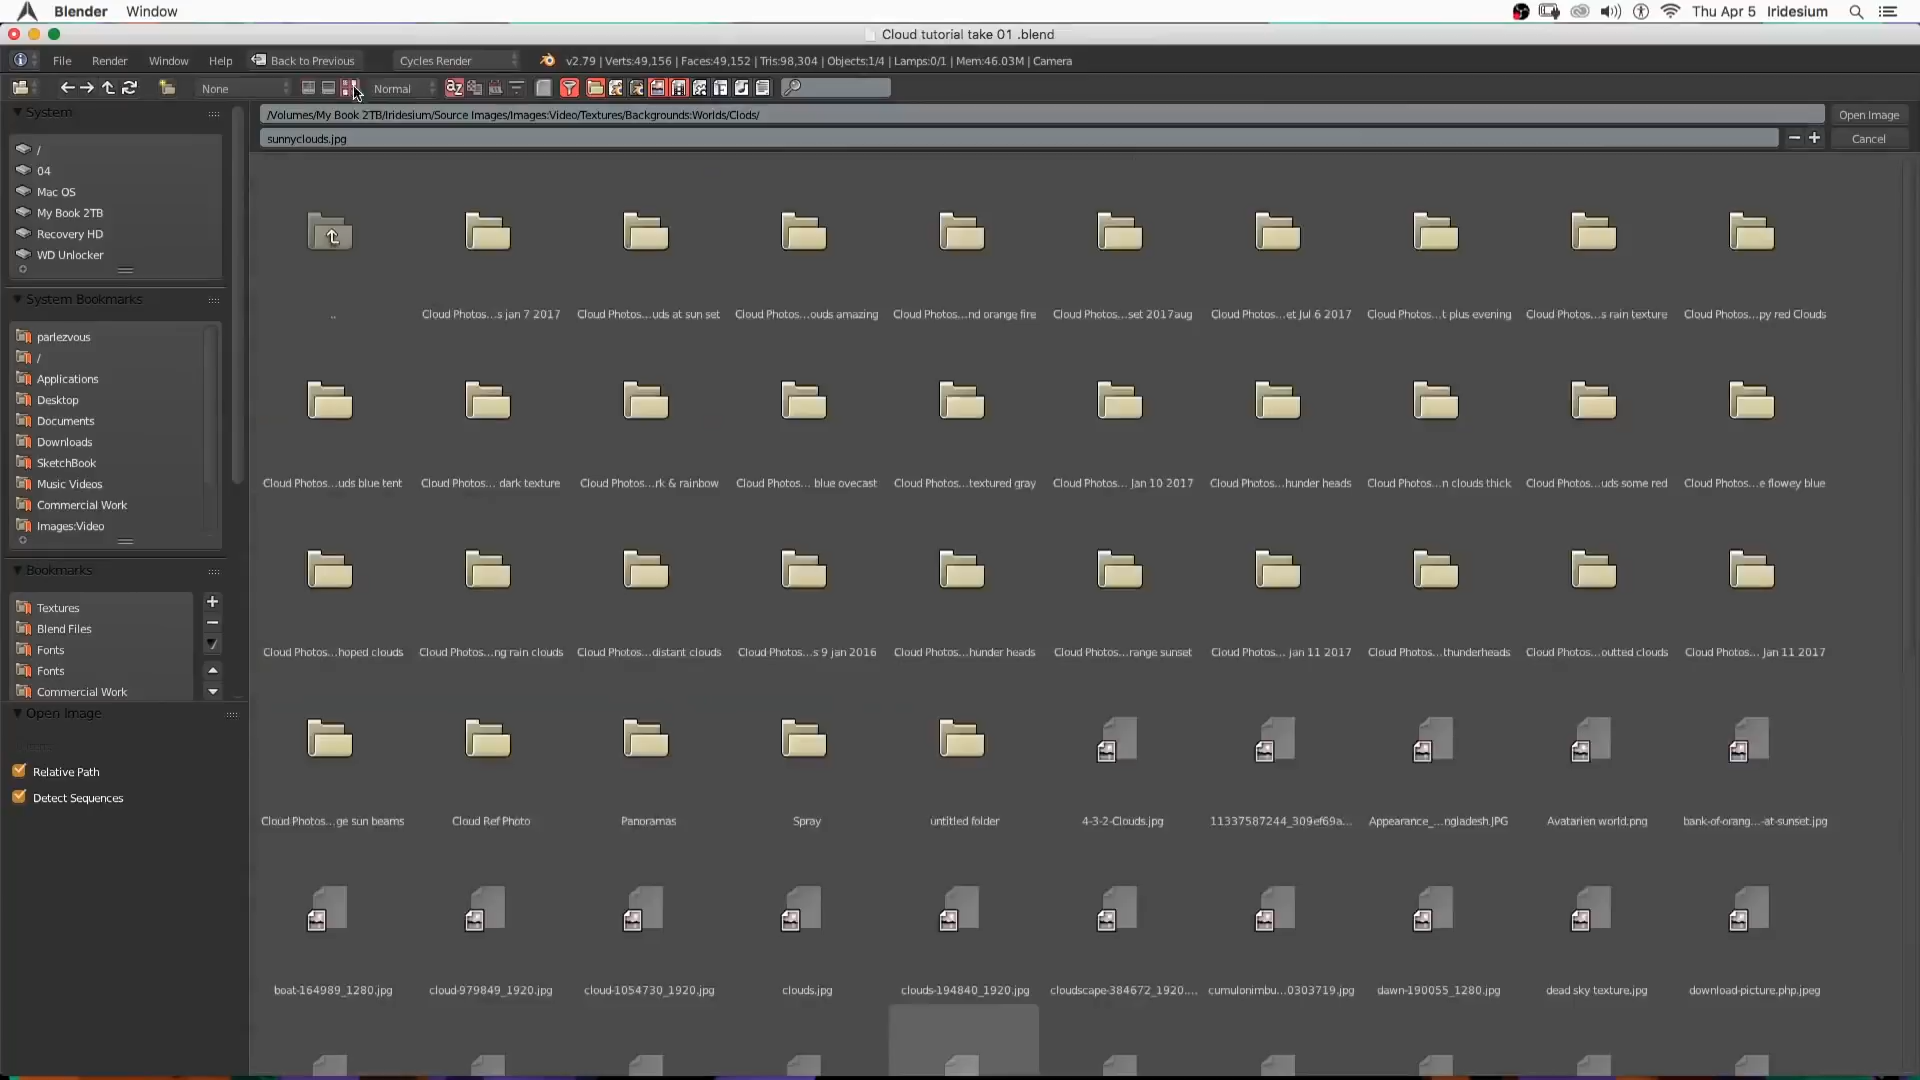 Blender Window Thu Apr 5 Iridesium
Cloud tutorial take 01 .blend
File Render Window Help Back to Previous Cycles Render v2.79 | Verts:49,156 | Faces:49,152 | Tris:98,304 | Objects:1/4 | Lamps:0/1 | Mem:46.03M | Camera
None Normal
System
/Volumes/My Book 2TB/Iridesium/Source Images/Images:Video/Textures/Backgrounds:Worlds/Clods/ Open Image
sunnyclouds.jpg Cancel
/
04
Mac OS
My Book 2TB
Recovery HD
WD Unlocker
System Bookmarks
parlezvous
/
Applications
Desktop
Documents
Downloads
SketchBook
Music Videos
Commercial Work
Images:Video
Bookmarks
Textures
Blend Files
Fonts
Fonts
Commercial Work
Open Image
Relative Path
Detect Sequences
.. Cloud Photos...s jan 7 2017 Cloud Photos...uds at sun set Cloud Photos...ouds amazing Cloud Photos...nd orange fire Cloud Photos...set 2017aug Cloud Photos...et Jul 6 2017 Cloud Photos...t plus evening Cloud Photos...s rain texture Cloud Photos...py red Clouds
Cloud Photos...uds blue tent Cloud Photos... dark texture Cloud Photos...rk & rainbow Cloud Photos... blue ovecast Cloud Photos...textured gray Cloud Photos... Jan 10 2017 Cloud Photos...hunder heads Cloud Photos...n clouds thick Cloud Photos...uds some red Cloud Photos...e flowey blue
Cloud Photos...hoped clouds Cloud Photos...ng rain clouds Cloud Photos...distant clouds Cloud Photos...s 9 jan 2016 Cloud Photos...hunder heads Cloud Photos...range sunset Cloud Photos... jan 11 2017 Cloud Photos...thunderheads Cloud Photos...outted clouds Cloud Photos... Jan 11 2017
Cloud Photos...ge sun beams Cloud Ref Photo Panoramas Spray untitled folder 4-3-2-Clouds.jpg 11337587244_309ef69a... Appearance_...ngladesh.JPG Avatarien world.png bank-of-orang...-at-sunset.jpg
boat-164989_1280.jpg cloud-979849_1920.jpg cloud-1054730_1920.jpg clouds.jpg clouds-194840_1920.jpg cloudscape-384672_1920.... cumulonimbu...0303719.jpg dawn-190055_1280.jpg dead sky texture.jpg download-picture.php.jpeg